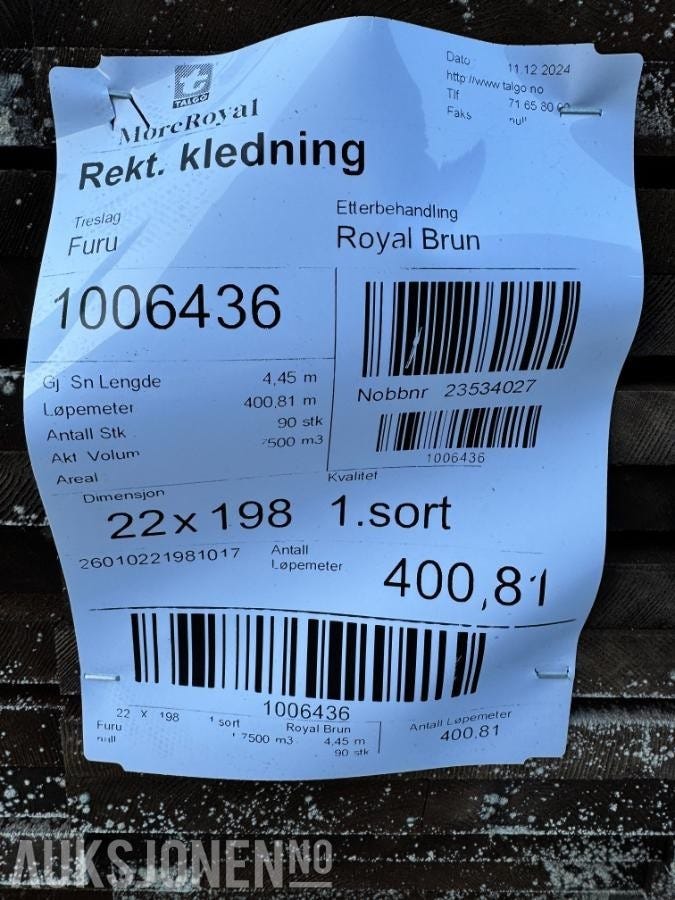 TALGØ
MøreRoyal
Rekt. kledning
Dato 11.12 2024
http://www talgo no
Tlf 71 65 80
Faks null
Treslag
Furu
Etterbehandling
Royal Brun
1006436
Gj Sn Lengde 4,45 m
Løpemeter 400,81 m
Antall Stk 90 stk
Akt Volum 7500 m3
Areal
Nobbnr 23534027
1006436
Dimensjon
22 x 198
Kvalitet
1.sort
26010221981017
Antall
Løpemeter
400,81
1006436
22 X 198 1 sort Royal Brun
Furu 7500 m3 4,45 m
null 90 stk
Antall Løpemeter
400,81
AUKSJONEN NO